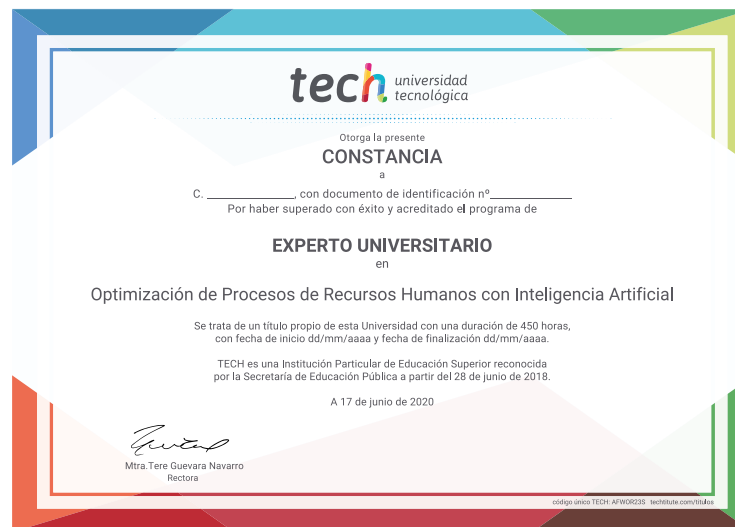 tech universidad
tecnológica
Otorga la presente
CONSTANCIA
a
C. ______________, con documento de identificación nº______________
Por haber superado con éxito y acreditado el programa de
EXPERTO UNIVERSITARIO
en
Optimización de Procesos de Recursos Humanos con Inteligencia Artificial
Se trata de un título propio de esta Universidad con una duración de 450 horas,
con fecha de inicio dd/mm/aaaa y fecha de finalización dd/mm/aaaa.
TECH es una Institución Particular de Educación Superior reconocida
por la Secretaría de Educación Pública a partir del 28 de junio de 2018.
A 17 de junio de 2020
Mtra.Tere Guevara Navarro
Rectora
código único TECH: AFWOR23S techtitute.com/titulos